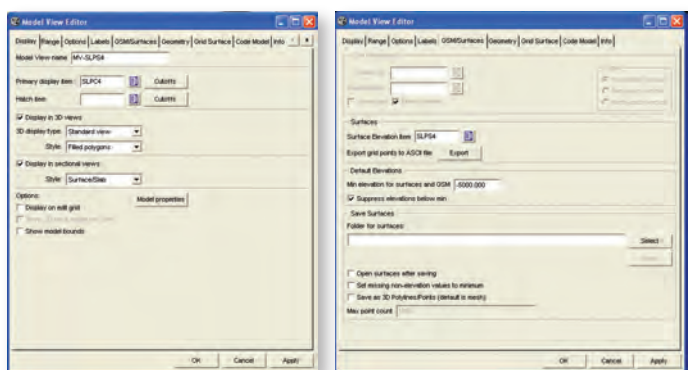 Model View Editor
Display Range Options Labels GSM/Surfaces Geometry Grid Surface Code Model Info
Model View name MV-SLPS4
Primary display item SLPC4 Cutoffs
Hatch item Cutoffs
Display in 3D views
3D display type Standard view
Style Filled polygons
Display in sectional views
Style Surface/Slab
Options:
Model properties
Display on edit grid
Show model bounds
OK Cancel Apply
Model View Editor
Display Range Options Labels GSM/Surfaces Geometry Grid Surface Code Model Info
Surfaces
Surface Elevation Item SLPS4
Export grid points to ASCII file Export
Default Elevations
Min elevation for surfaces and GSM -5000.000
Suppress elevations below min
Save Surfaces
Folder for surfaces:
Select
Open surfaces after saving
Set missing non-elevation values to minimum
Save as 3D Polylines/Points (default is mesh)
Max point count
OK Cancel Apply